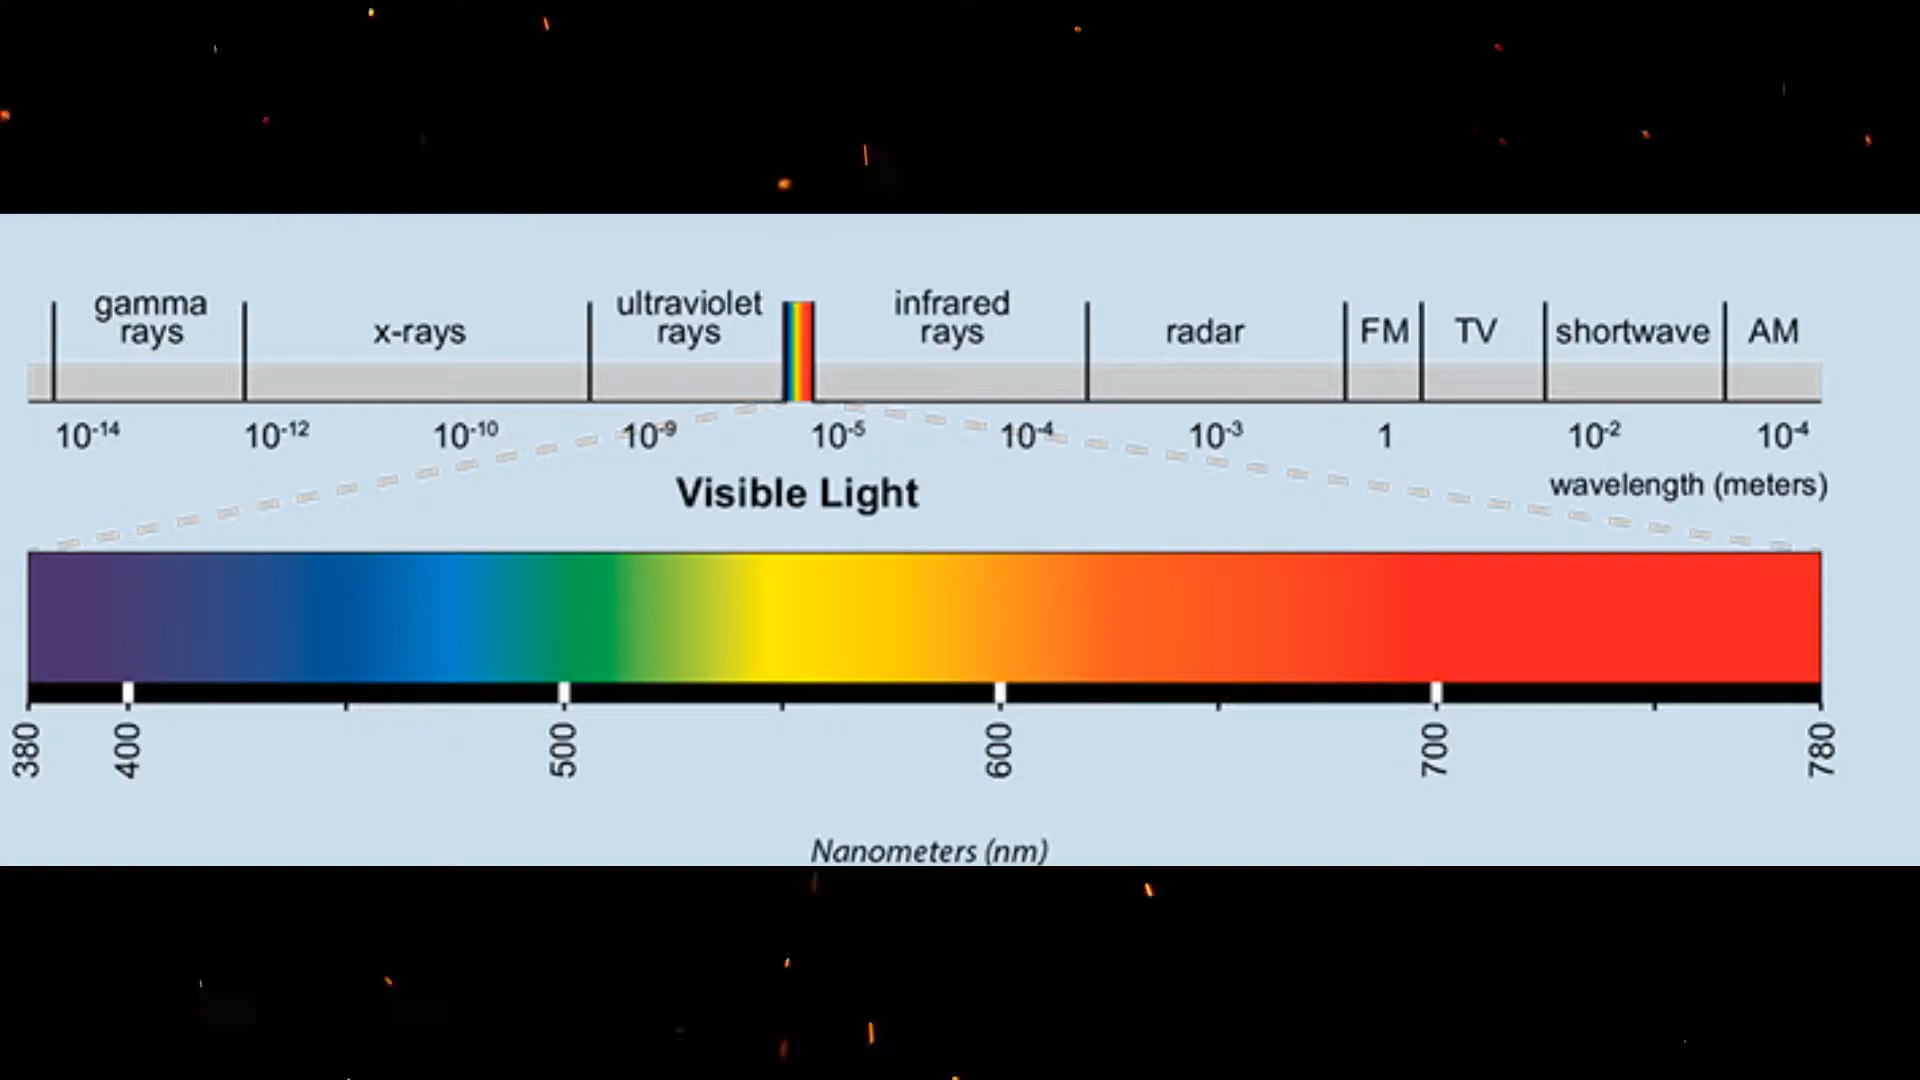 gamma rays
x-rays
ultraviolet rays
infrared rays
radar
FM
TV
shortwave
AM
10-14 10-12 10-10 10-9 10-5 10-4 10-3 1 10-2 10-4
wavelength (meters)
Visible Light
380 400 500 600 700 780
Nanometers (nm)